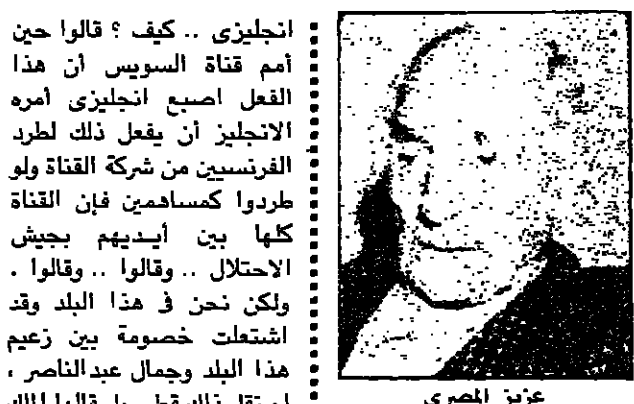 انجليزى .. كيف ؟ قالوا حين
أمم قناة السويس أن هذا
الفعل اصبع انجليزى أمره
الانجليز أن يفعل ذلك لطرد
الفرنسيين من شركة القناة ولو
طردوا كمساهمين فإن القناة
كلها بين أيديهم بجيش
الاحتلال .. وقالوا .. وقالوا .
ولكن نحن فى هذا البلد وقد
اشتعلت خصومة بين زعيم
هذا البلد وجمال عبدالناصر ،
عزيز المصرى